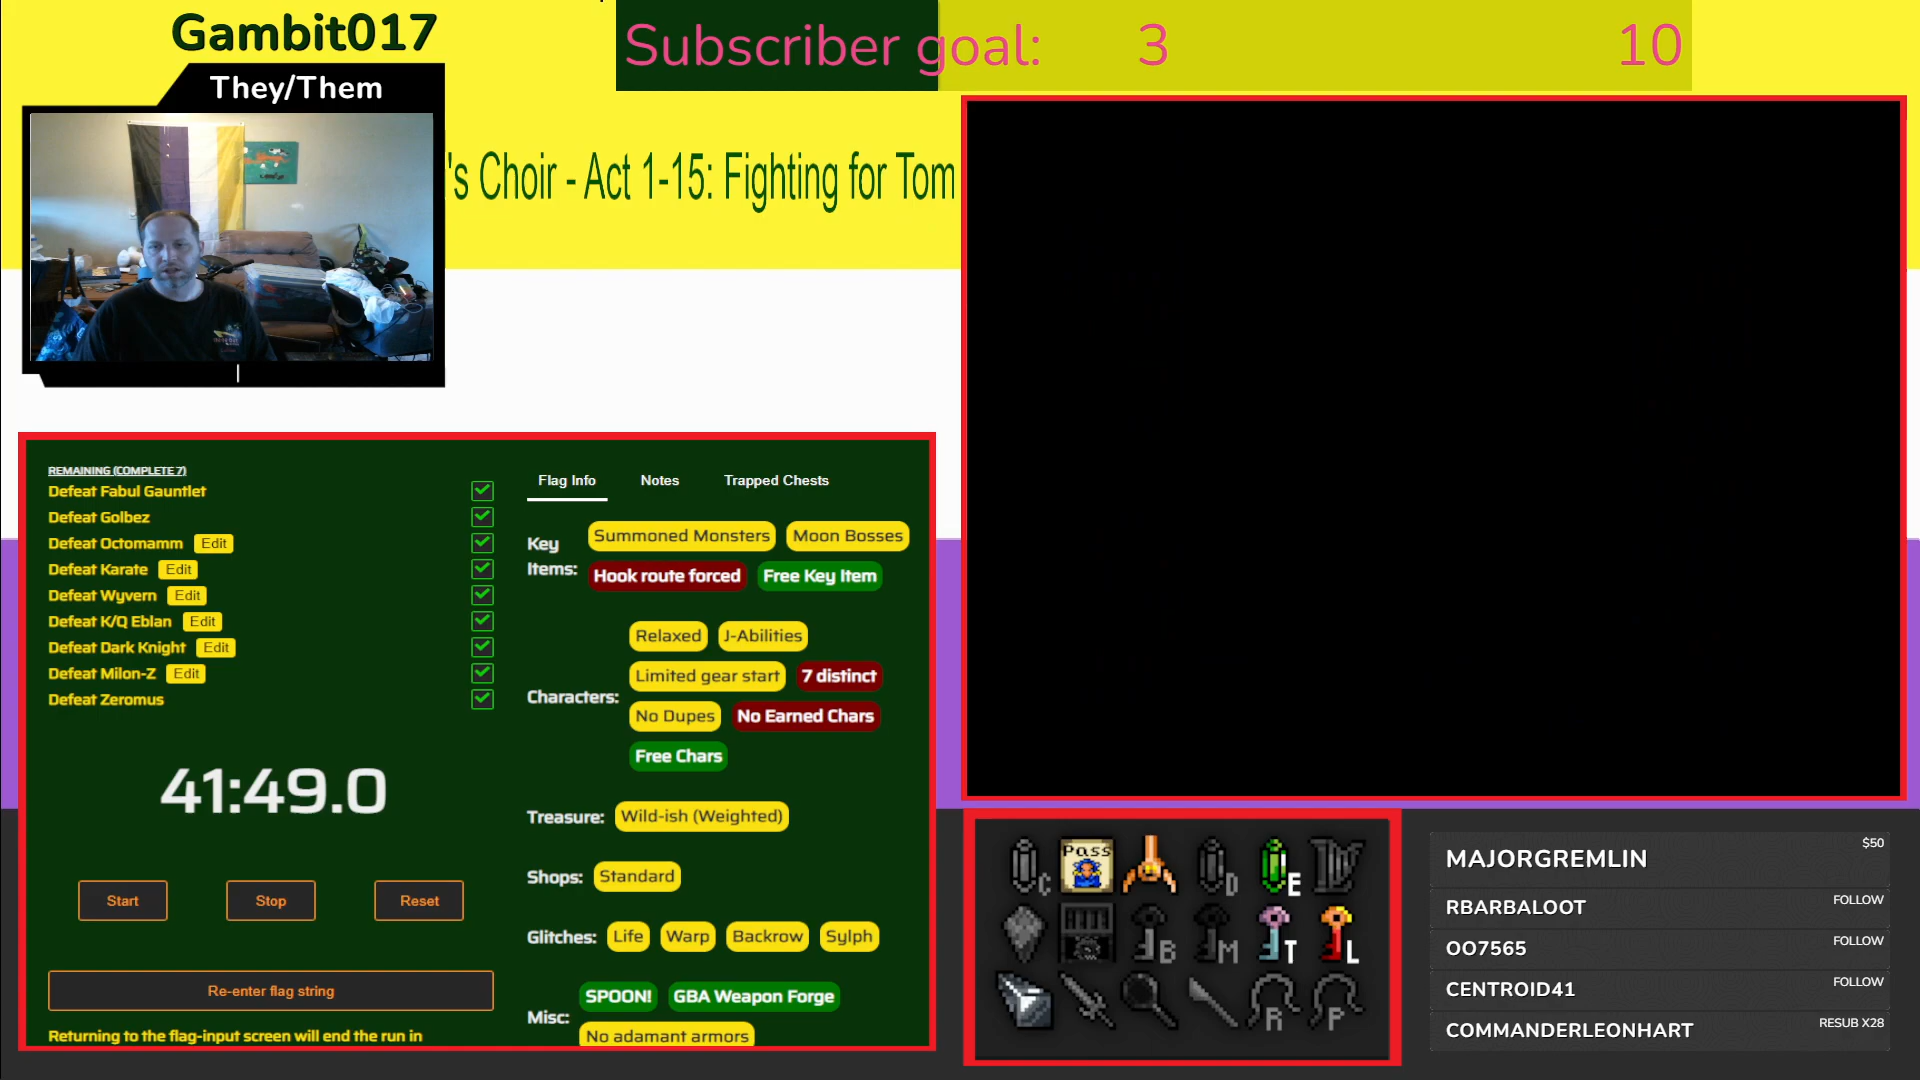 Gambit017
They/Them
Subscriber goal: 3 10
's Choir - Act 1-15: Fighting for Tom
REMAINING (COMPLETE 7)
Defeat Fabul Gauntlet
Defeat Golbez
Defeat Octomamm Edit
Defeat Karate Edit
Defeat Wyvern Edit
Defeat K/Q Eblan Edit
Defeat Dark Knight Edit
Defeat Milon-Z Edit
Defeat Zeromus
41:49.0
Start Stop Reset
Re-enter flag string
Returning to the flag-input screen will end the run in
Flag Info Notes Trapped Chests
Key Items: Summoned Monsters Moon Bosses
Hook route forced Free Key Item
Characters: Relaxed J-Abilities
Limited gear start 7 distinct
No Dupes No Earned Chars
Free Chars
Treasure: Wild-ish (Weighted)
Shops: Standard
Glitches: Life Warp Backrow Sylph
Misc: SPOON! GBA Weapon Forge
No adamant armors
C Pass D E
B M T L
R P
MAJORGREMLIN $50
RBARBALOOT FOLLOW
OO7565 FOLLOW
CENTROID41 FOLLOW
COMMANDERLEONHART RESUB X28